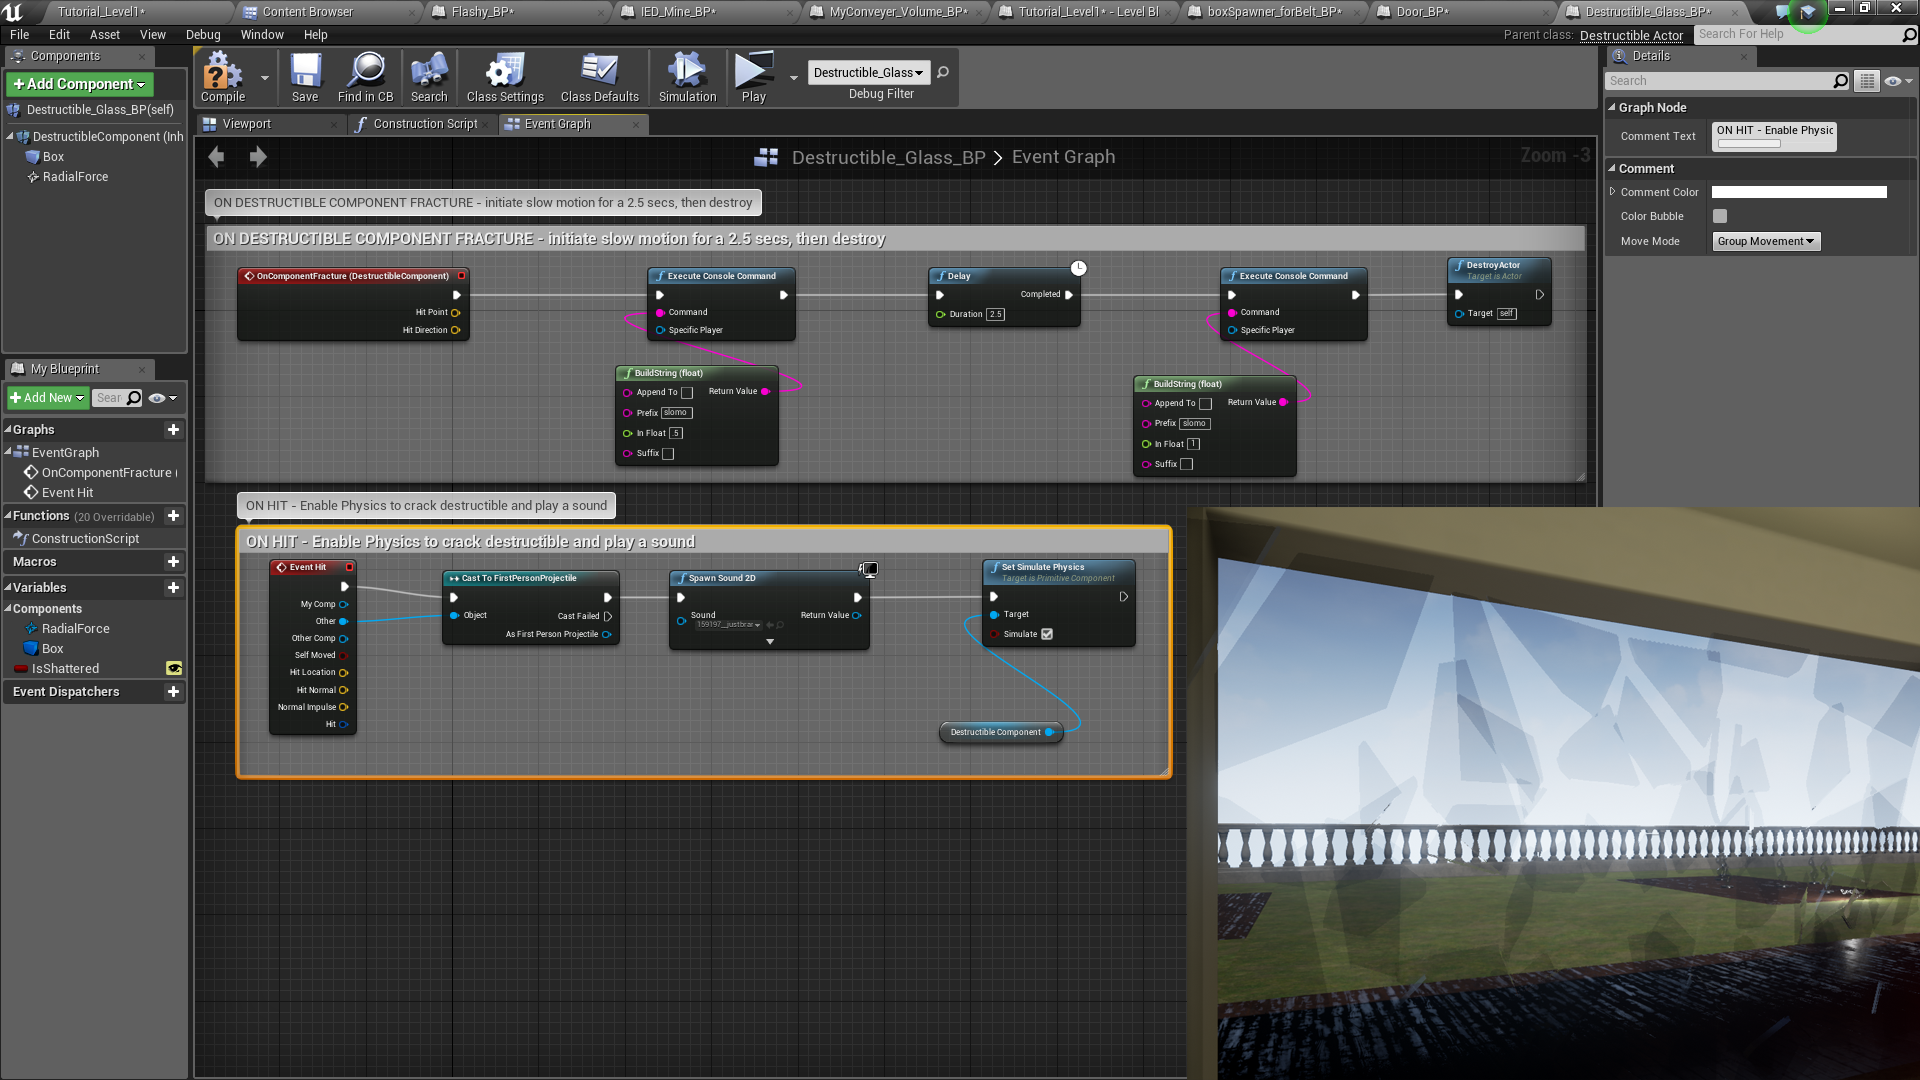 Tutorial_Level1*
Content Browser
Flashy_BP*
IED_Mine_BP*
MyConveyer_Volume_BP*
Tutorial_Level1* - Level Bl
boxSpawner_forBelt_BP*
Door_BP*
Destructible_Glass_BP*
File Edit Asset View Debug Window Help
Parent class: Destructible Actor
Search For Help
Components
Add Component
Destructible_Glass_BP(self)
DestructibleComponent (Inh
Box
RadialForce
Compile
Save
Find in CB
Search
Class Settings
Class Defaults
Simulation
Play
Destructible_Glass
Debug Filter
Viewport
Construction Script
Event Graph
Destructible_Glass_BP > Event Graph
Zoom -3
ON DESTRUCTIBLE COMPONENT FRACTURE - initiate slow motion for a 2.5 secs, then destroy
ON DESTRUCTIBLE COMPONENT FRACTURE - initiate slow motion for a 2.5 secs, then destroy
OnComponentFracture (DestructibleComponent)
Hit Point
Hit Direction
Execute Console Command
Command
Specific Player
BuildString (float)
Append To
Return Value
Prefix slomo
In Float .5
Suffix
Delay
Completed
Duration 2.5
Execute Console Command
Command
Specific Player
BuildString (float)
Append To
Return Value
Prefix slomo
In Float 1
Suffix
DestroyActor
Target is Actor
Target self
ON HIT - Enable Physics to crack destructible and play a sound
ON HIT - Enable Physics to crack destructible and play a sound
Event Hit
My Comp
Other
Other Comp
Self Moved
Hit Location
Hit Normal
Normal Impulse
Hit
Cast To FirstPersonProjectile
Object
Cast Failed
As First Person Projectile
Spawn Sound 2D
Sound
159197__justbrar
Return Value
Set Simulate Physics
Target is Primitive Component
Target
Simulate
Destructible Component
My Blueprint
Add New
Sear
Graphs
EventGraph
OnComponentFracture (
Event Hit
Functions (20 Overridable)
ConstructionScript
Macros
Variables
Components
RadialForce
Box
IsShattered
Event Dispatchers
Details
Search
Graph Node
Comment Text
ON HIT - Enable Physic
Comment
Comment Color
Color Bubble
Move Mode
Group Movement